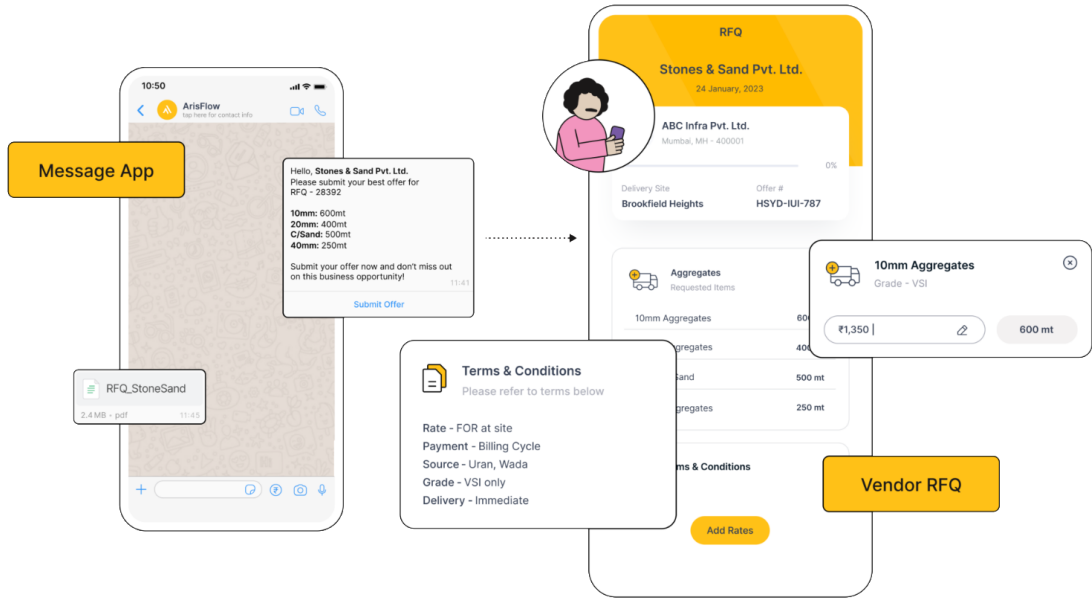 Message App
10:50
ArisFlow
tap here for contact info
Hello, Stones & Sand Pvt. Ltd.
Please submit your best offer for
RFQ - 28392
10mm: 600mt
20mm: 400mt
C/Sand: 500mt
40mm: 250mt
Submit your offer now and don't miss out
on this business opportunity!
11:41
Submit Offer
RFQ_StoneSand
2.4 MB - pdf 11:45
RFQ
Stones & Sand Pvt. Ltd.
24 January, 2023
ABC Infra Pvt. Ltd.
Mumbai, MH - 400001
0%
Delivery Site Offer #
Brookfield Heights HSYD-IUI-787
Aggregates
Requested Items
10mm Aggregates 60
gregates 40
Sand 500 mt
gregates 250 mt
ms & Conditions
Add Rates
10mm Aggregates
Grade - VSI
₹1,350 600 mt
Terms & Conditions
Please refer to terms below
Rate - FOR at site
Payment - Billing Cycle
Source - Uran, Wada
Grade - VSI only
Delivery - Immediate
Vendor RFQ